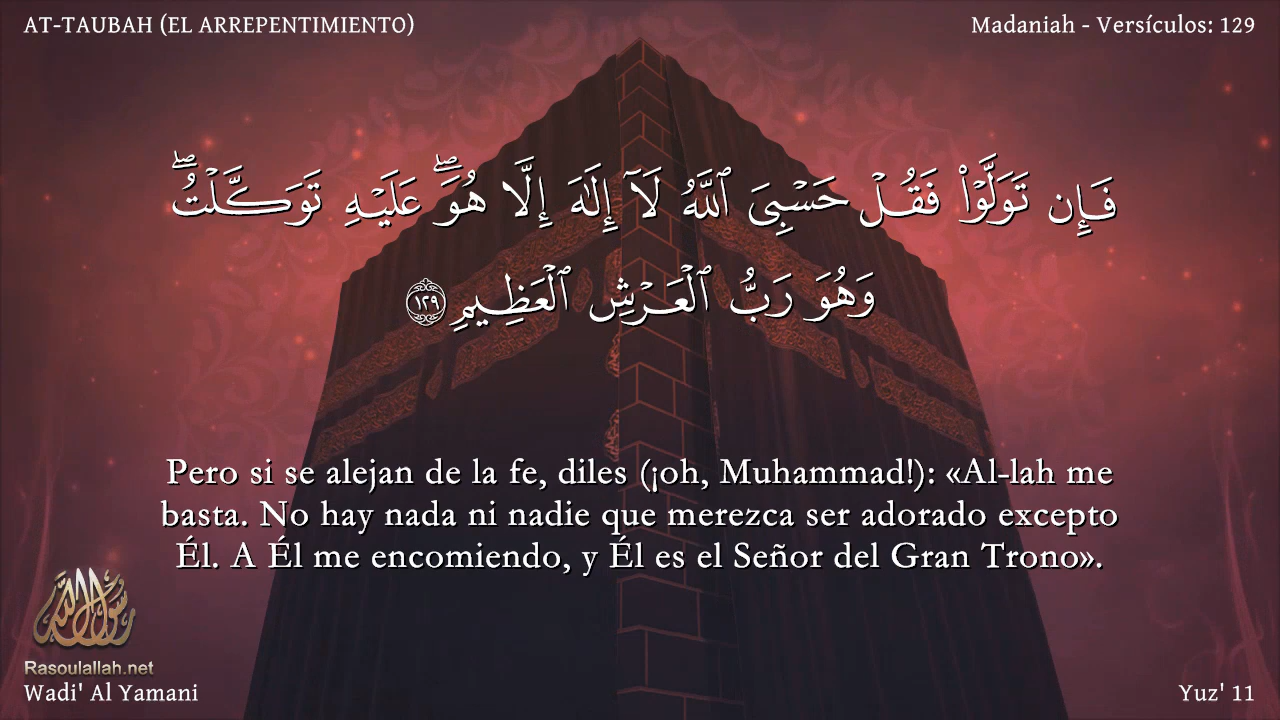 AT-TAUBAH (EL ARREPENTIMIENTO)
Madaniah - Versículos: 129
فَإِن تَوَلَّوْا۟ فَقُلْ حَسْبِىَ ٱللَّهُ لَآ إِلَـٰهَ إِلَّا هُوَ ۖ عَلَيْهِ تَوَكَّلْتُ ۖ
وَهُوَ رَبُّ ٱلْعَرْشِ ٱلْعَظِيمِ ١٢٩
Pero si se alejan de la fe, diles (¡oh, Muhammad!): «Al-lah me
basta. No hay nada ni nadie que merezca ser adorado excepto
Él. A Él me encomiendo, y Él es el Señor del Gran Trono».
رسول الله
Rasoulallah.net
Wadi' Al Yamani
Yuz' 11